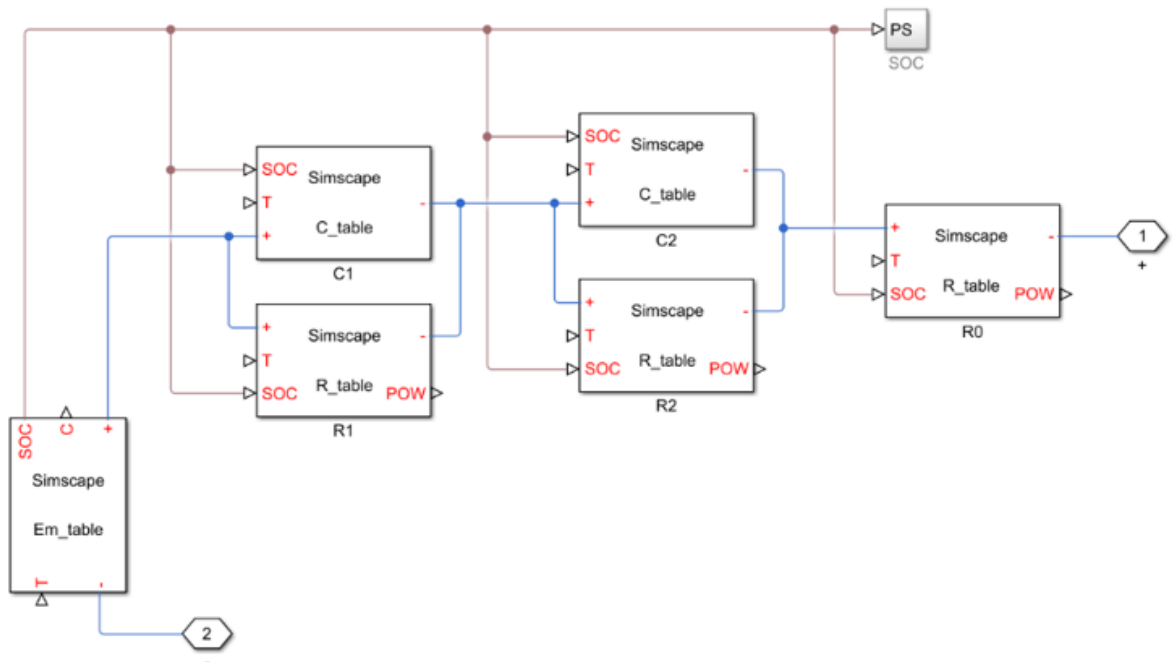 PS
SOC
SOC
Simscape
T
C_table
+
-
C1
SOC
Simscape
T
C_table
+
-
C2
+
Simscape
-
T
R_table
SOC
POW
R1
+
Simscape
-
T
R_table
SOC
POW
R2
+
Simscape
-
T
R_table
SOC
POW
R0
1
+
SOC
C
+
Simscape
Em_table
T
-
2